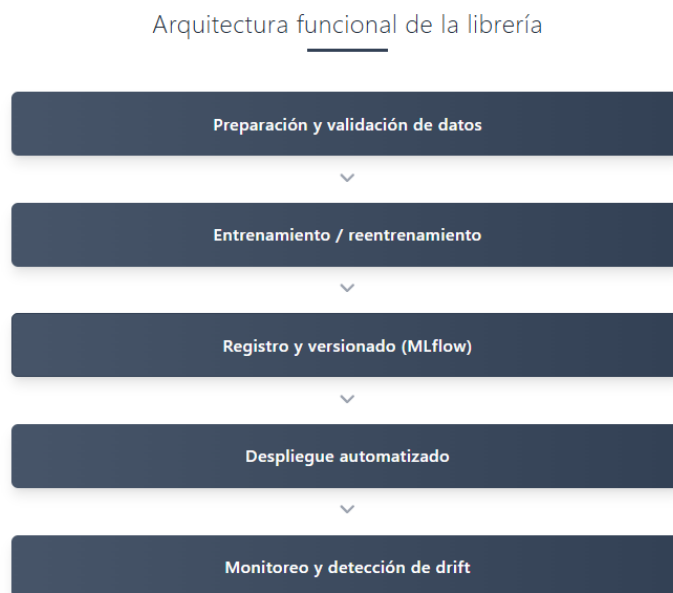 Arquitectura funcional de la librería
Preparación y validación de datos
Entrenamiento / reentrenamiento
Registro y versionado (MLflow)
Despliegue automatizado
Monitoreo y detección de drift